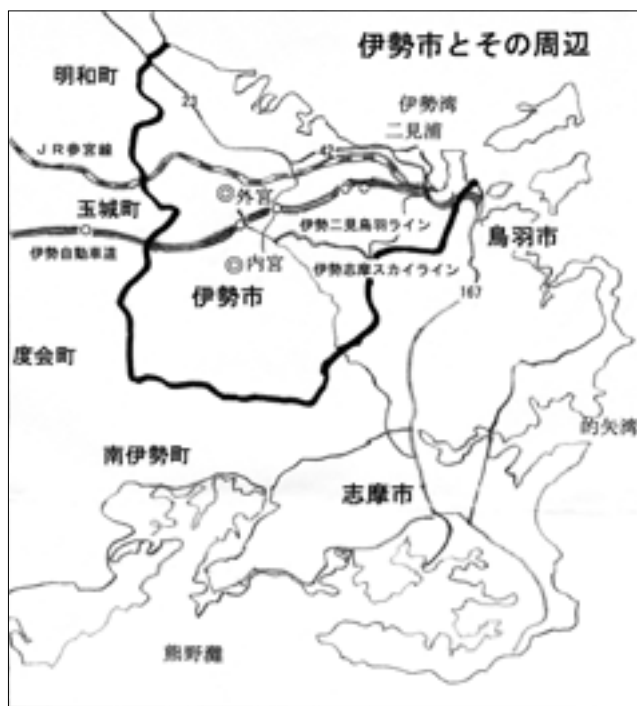 伊勢市とその周辺
明和町
23
伊勢湾
二見浦
JR参宮線
42
◎外宮
玉城町
伊勢二見鳥羽ライン
鳥羽市
伊勢自動車道
◎内宮
伊勢志摩スカイライン
伊勢市
167
度会町
的矢湾
南伊勢町
志摩市
熊野灘